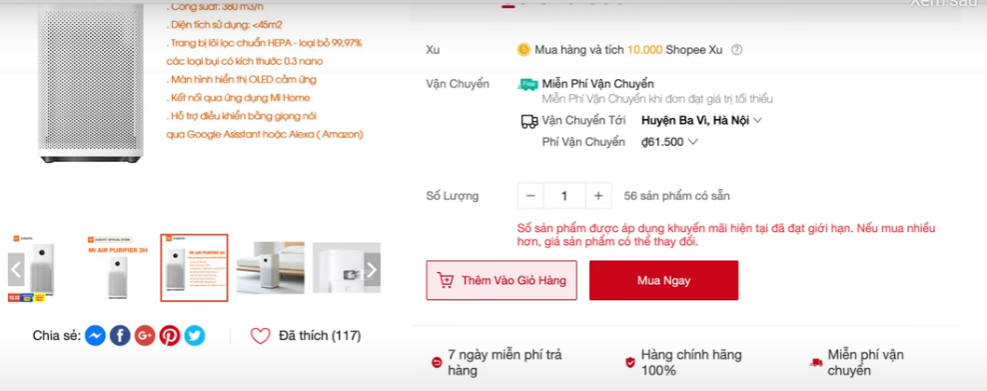 . Công suất: 380 m3/h
. Diện tích sử dụng: <45m2
. Trang bị lõi lọc chuẩn HEPA - loại bỏ 99,97%
các loại bụi có kích thước 0.3 nano
. Màn hình hiển thị OLED cảm ứng
. Kết nối qua ứng dụng Mi Home
. Hỗ trợ điều khiển bằng giọng nói
qua Google Asisstant hoặc Alexa ( Amazon)
MI AIR PURIFIER 3H
Chia sẻ:
Đã thích (117)
Xem sau
Xu
Mua hàng và tích 10.000 Shopee Xu
Vận Chuyển
Miễn Phí Vận Chuyển
Miễn Phí Vận Chuyển khi đơn đạt giá trị tối thiểu
Vận Chuyển Tới Huyện Ba Vì, Hà Nội
Phí Vận Chuyển ₫61.500
Số Lượng
− 1 + 56 sản phẩm có sẵn
Số sản phẩm được áp dụng khuyến mãi hiện tại đã đạt giới hạn. Nếu mua nhiều
hơn, giá sản phẩm có thể thay đổi.
Thêm Vào Giỏ Hàng
Mua Ngay
7 ngày miễn phí trả
hàng
Hàng chính hãng
100%
Miễn phí vận
chuyển